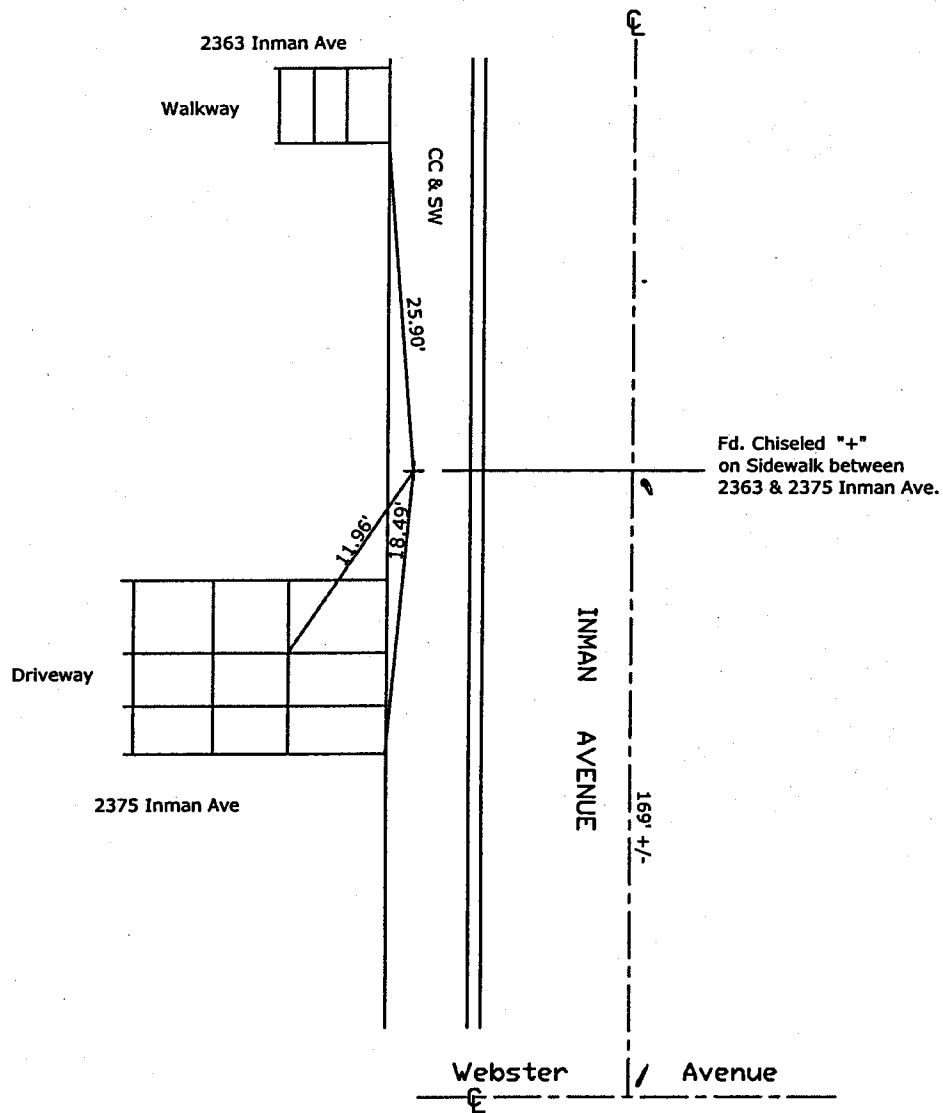 ℄
2363 Inman Ave
Walkway
CC & SW
25.90'
Fd. Chiseled "+"
on Sidewalk between
2363 & 2375 Inman Ave.
11.96'
18.49'
INMAN AVENUE
Driveway
169' +/-
2375 Inman Ave
Webster Avenue
℄